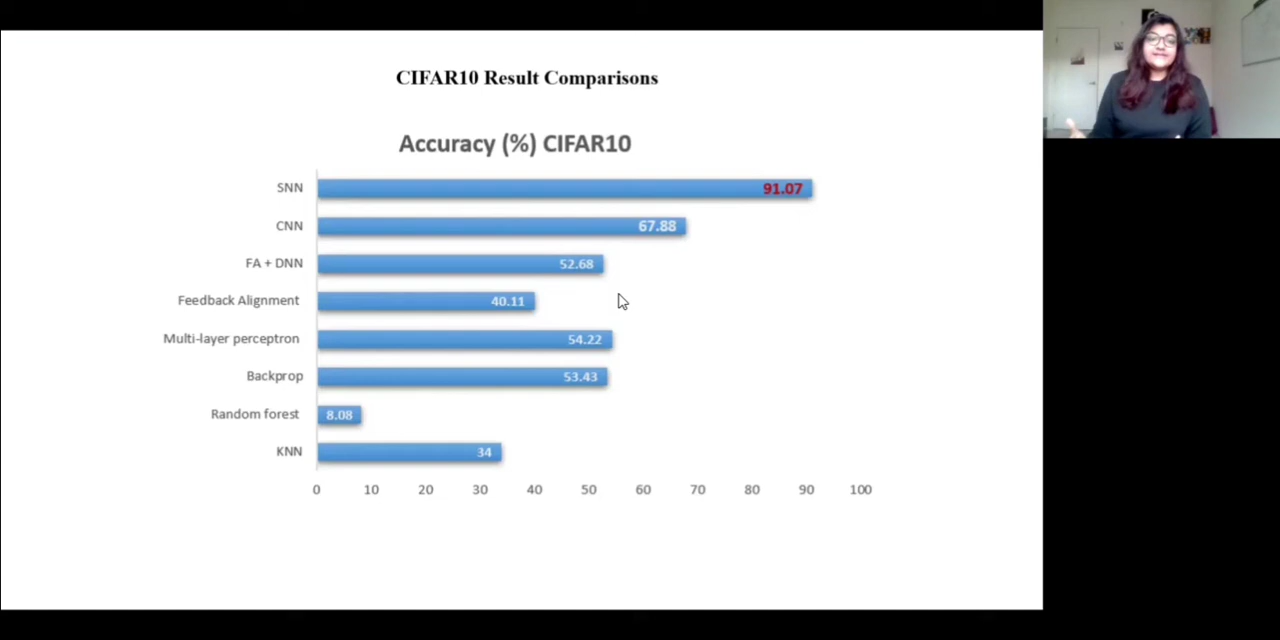 CIFAR10 Result Comparisons
Accuracy (%) CIFAR10
SNN 91.07
CNN 67.88
FA + DNN 52.68
Feedback Alignment 40.11
Multi-layer perceptron 54.22
Backprop 53.43
Random forest 8.08
KNN 34
0 10 20 30 40 50 60 70 80 90 100